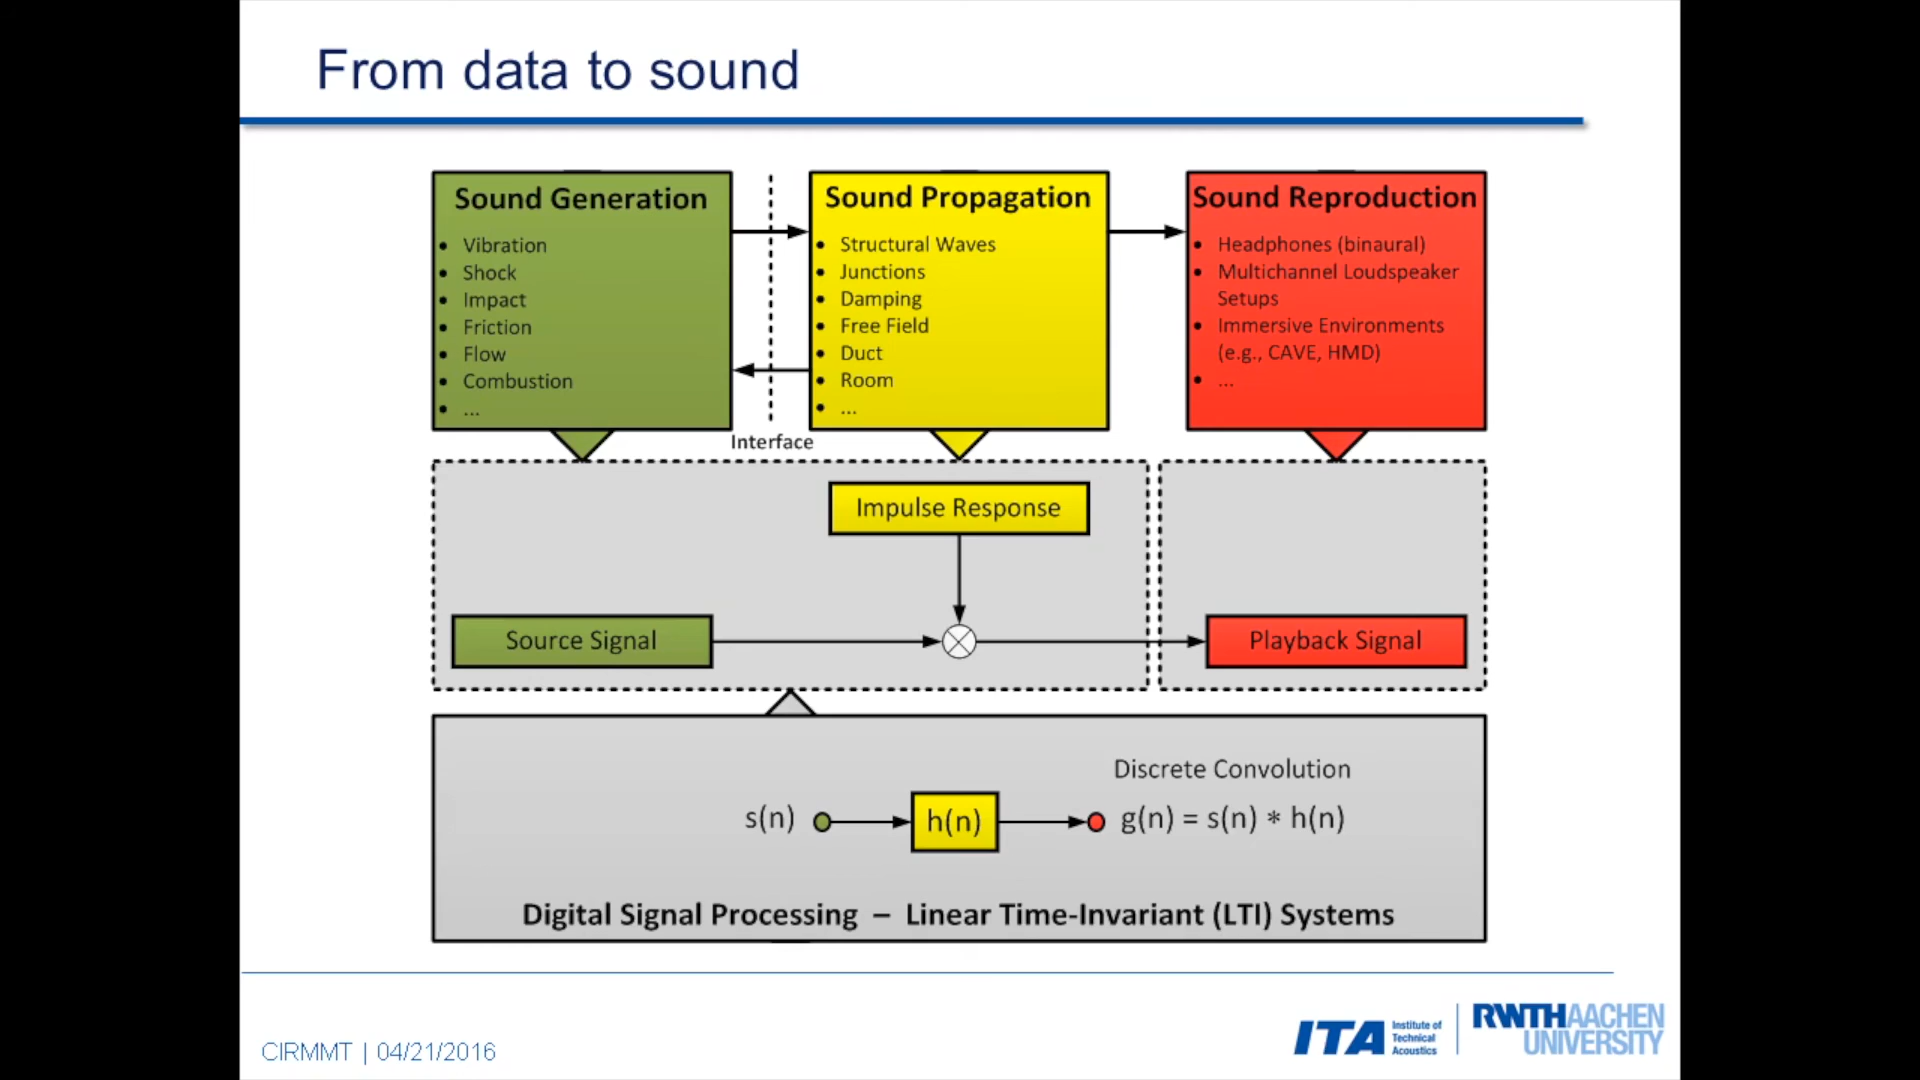 From data to sound
Sound Generation
• Vibration
• Shock
• Impact
• Friction
• Flow
• Combustion
• ...
Interface
Sound Propagation
• Structural Waves
• Junctions
• Damping
• Free Field
• Duct
• Room
• ...
Sound Reproduction
• Headphones (binaural)
• Multichannel Loudspeaker
Setups
• Immersive Environments
(e.g., CAVE, HMD)
• ...
Impulse Response
Source Signal
Playback Signal
Discrete Convolution
s(n)
h(n)
g(n) = s(n) * h(n)
Digital Signal Processing – Linear Time-Invariant (LTI) Systems
CIRMMT | 04/21/2016
ITA
Institute of
Technical
Acoustics
RWTHAACHEN
UNIVERSITY